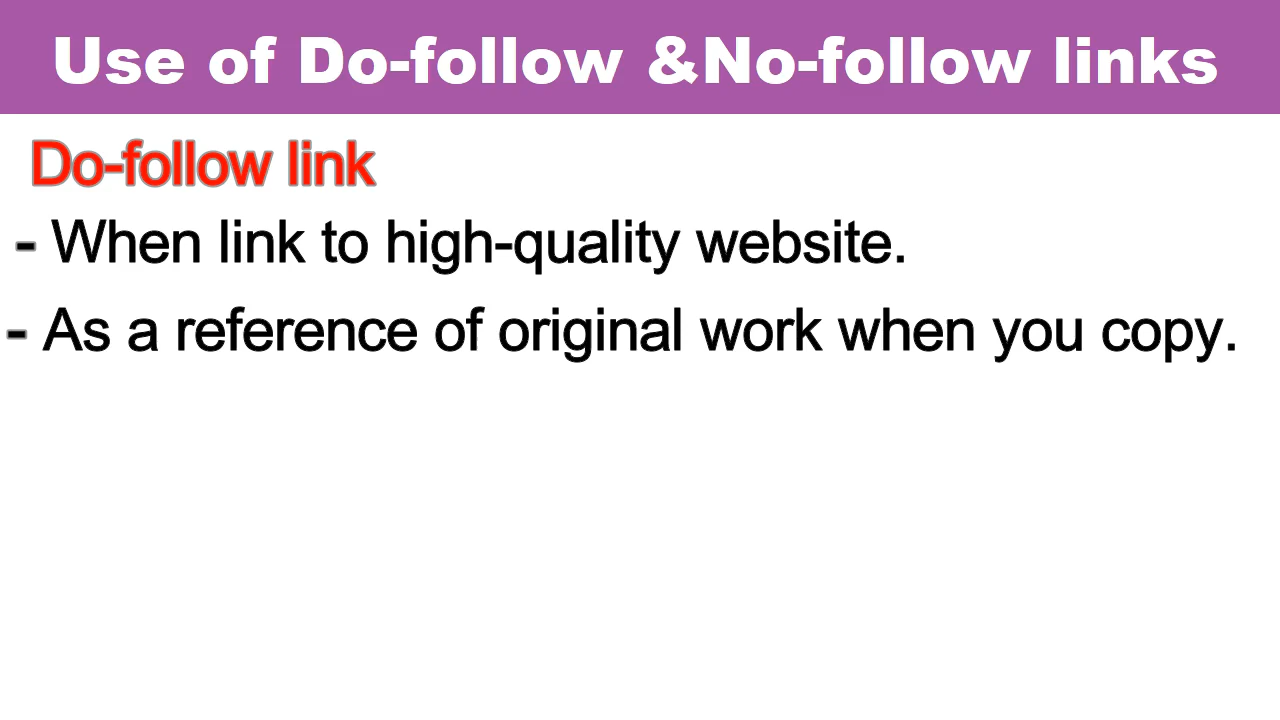 Use of Do-follow &No-follow links
Do-follow link
- When link to high-quality website.
- As a reference of original work when you copy.